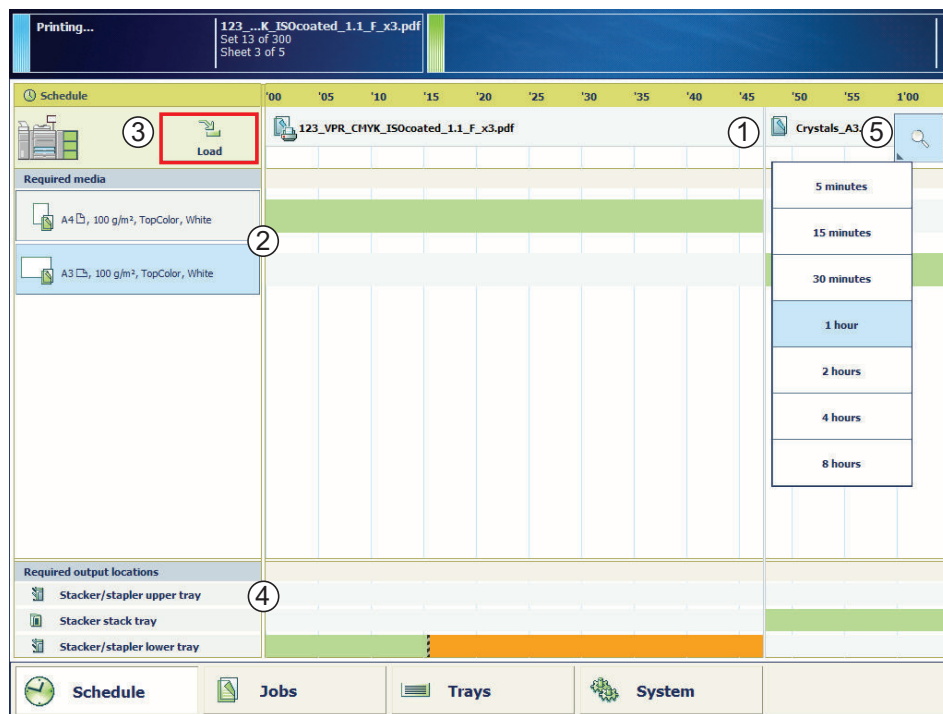 Printing...
123_...K_ISOcoated_1.1_F_x3.pdf
Set 13 of 300
Sheet 3 of 5
Schedule
'00 '05 '10 '15 '20 '25 '30 '35 '40 '45 '50 '55 1'00
3
Load
123_VPR_CMYK_ISOcoated_1.1_F_x3.pdf
1
Crystals_A3.
5
Required media
A4, 100 g/m², TopColor, White
2
A3, 100 g/m², TopColor, White
5 minutes
15 minutes
30 minutes
1 hour
2 hours
4 hours
8 hours
Required output locations
Stacker/stapler upper tray
4
Stacker stack tray
Stacker/stapler lower tray
Schedule
Jobs
Trays
System